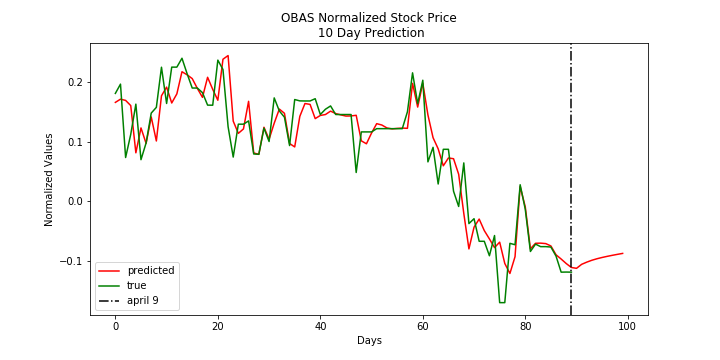 OBAS Normalized Stock Price
10 Day Prediction
Normalized Values
0.2
0.1
0.0
−0.1
predicted
true
april 9
0
20
40
60
80
100
Days